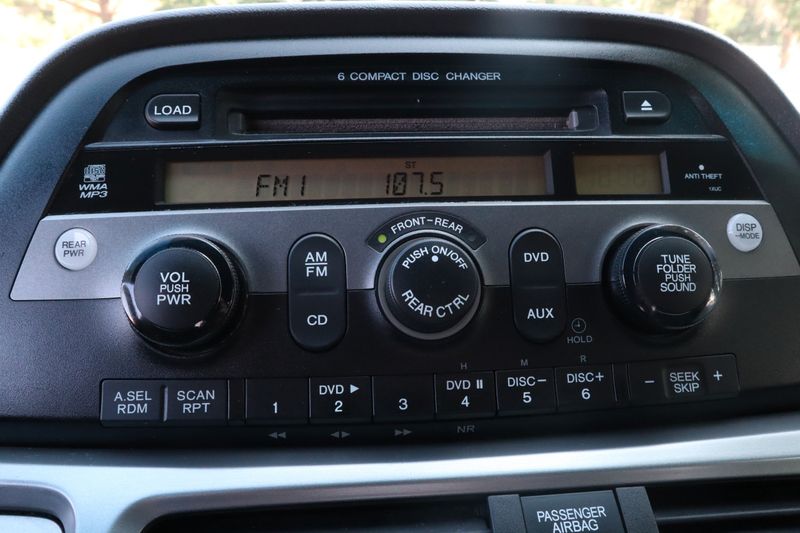 6 COMPACT DISC CHANGER
LOAD
ST
FM1 107.5
WMA
MP3
ANTI THEFT
1XUC
REAR
PWR
FRONT-REAR
DISP
MODE
VOL
PUSH
PWR
AM
FM
CD
PUSH ON/OFF
REAR CTRL
DVD
AUX
TUNE
FOLDER
PUSH
SOUND
HOLD
H M R
A.SEL
RDM
SCAN
RPT
1
DVD ▶
2
3
DVD ⏸
4
DISC−
5
DISC+
6
− SEEK +
SKIP
◀◀ ◀▶ ▶▶ NR
PASSENGER
AIRBAG